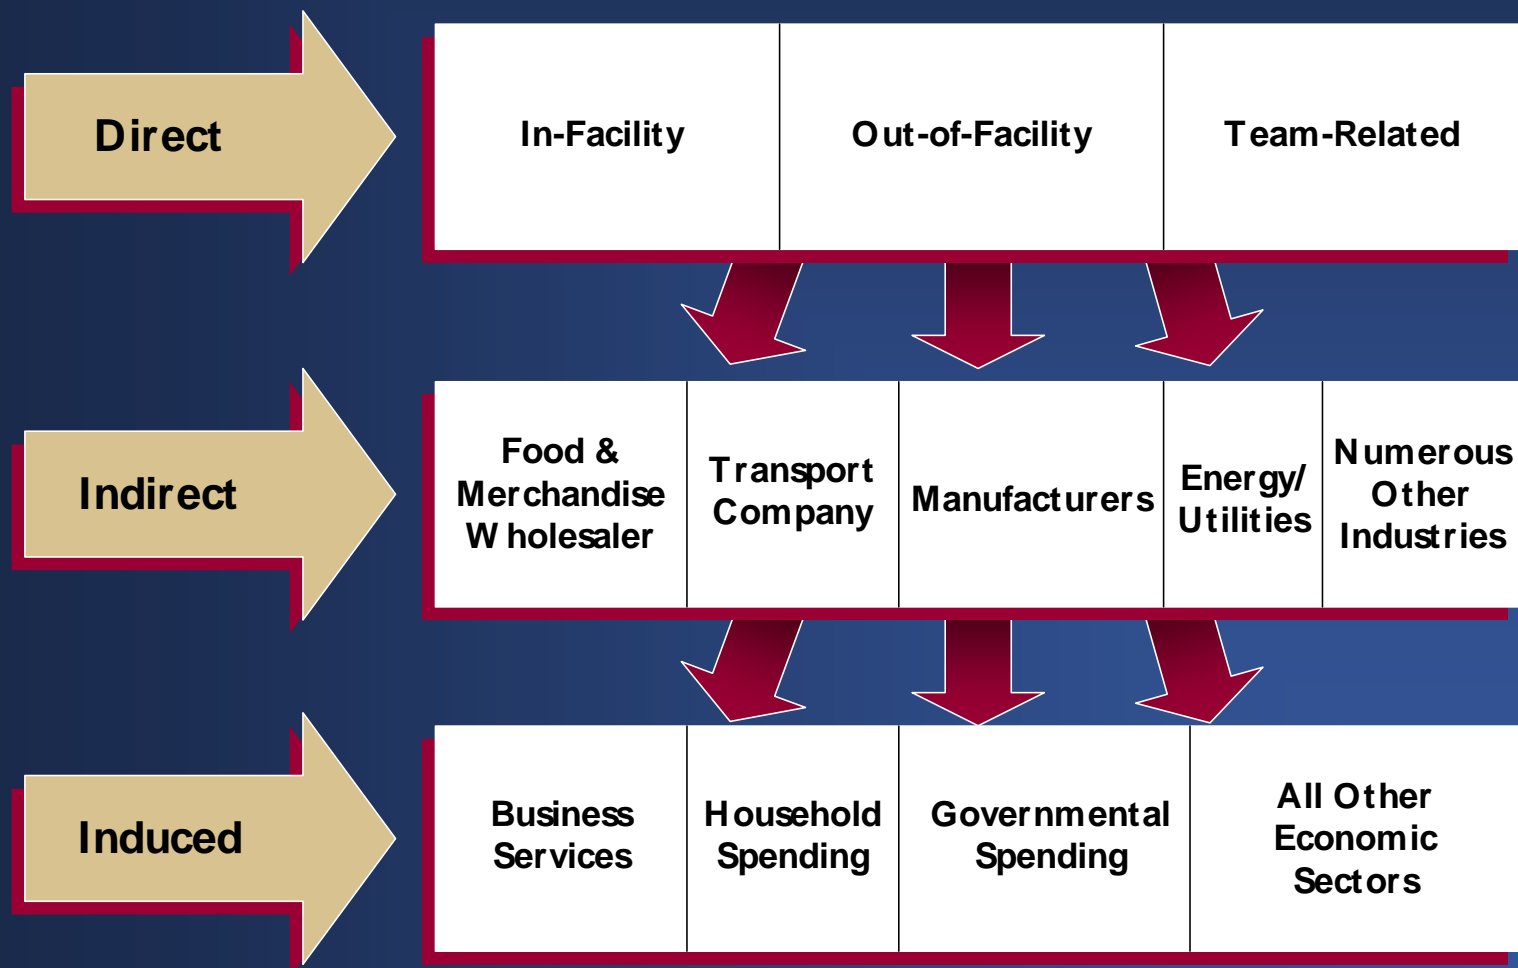 Direct
In-Facility
Out-of-Facility
Team-Related
Indirect
Food &
Merchandise
Wholesaler
Transport
Company
Manufacturers
Energy/
Utilities
Numerous
Other
Industries
Induced
Business
Services
Household
Spending
Governmental
Spending
All Other
Economic
Sectors